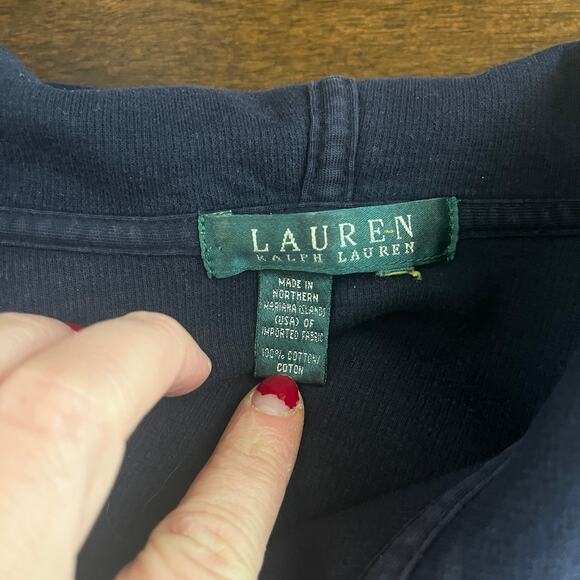 LAUREN
RALPH LAUREN
MADE IN
NORTHERN
MARIANA ISLANDS
(USA) OF
IMPORTED FABRIC
100% COTTON/
COTON